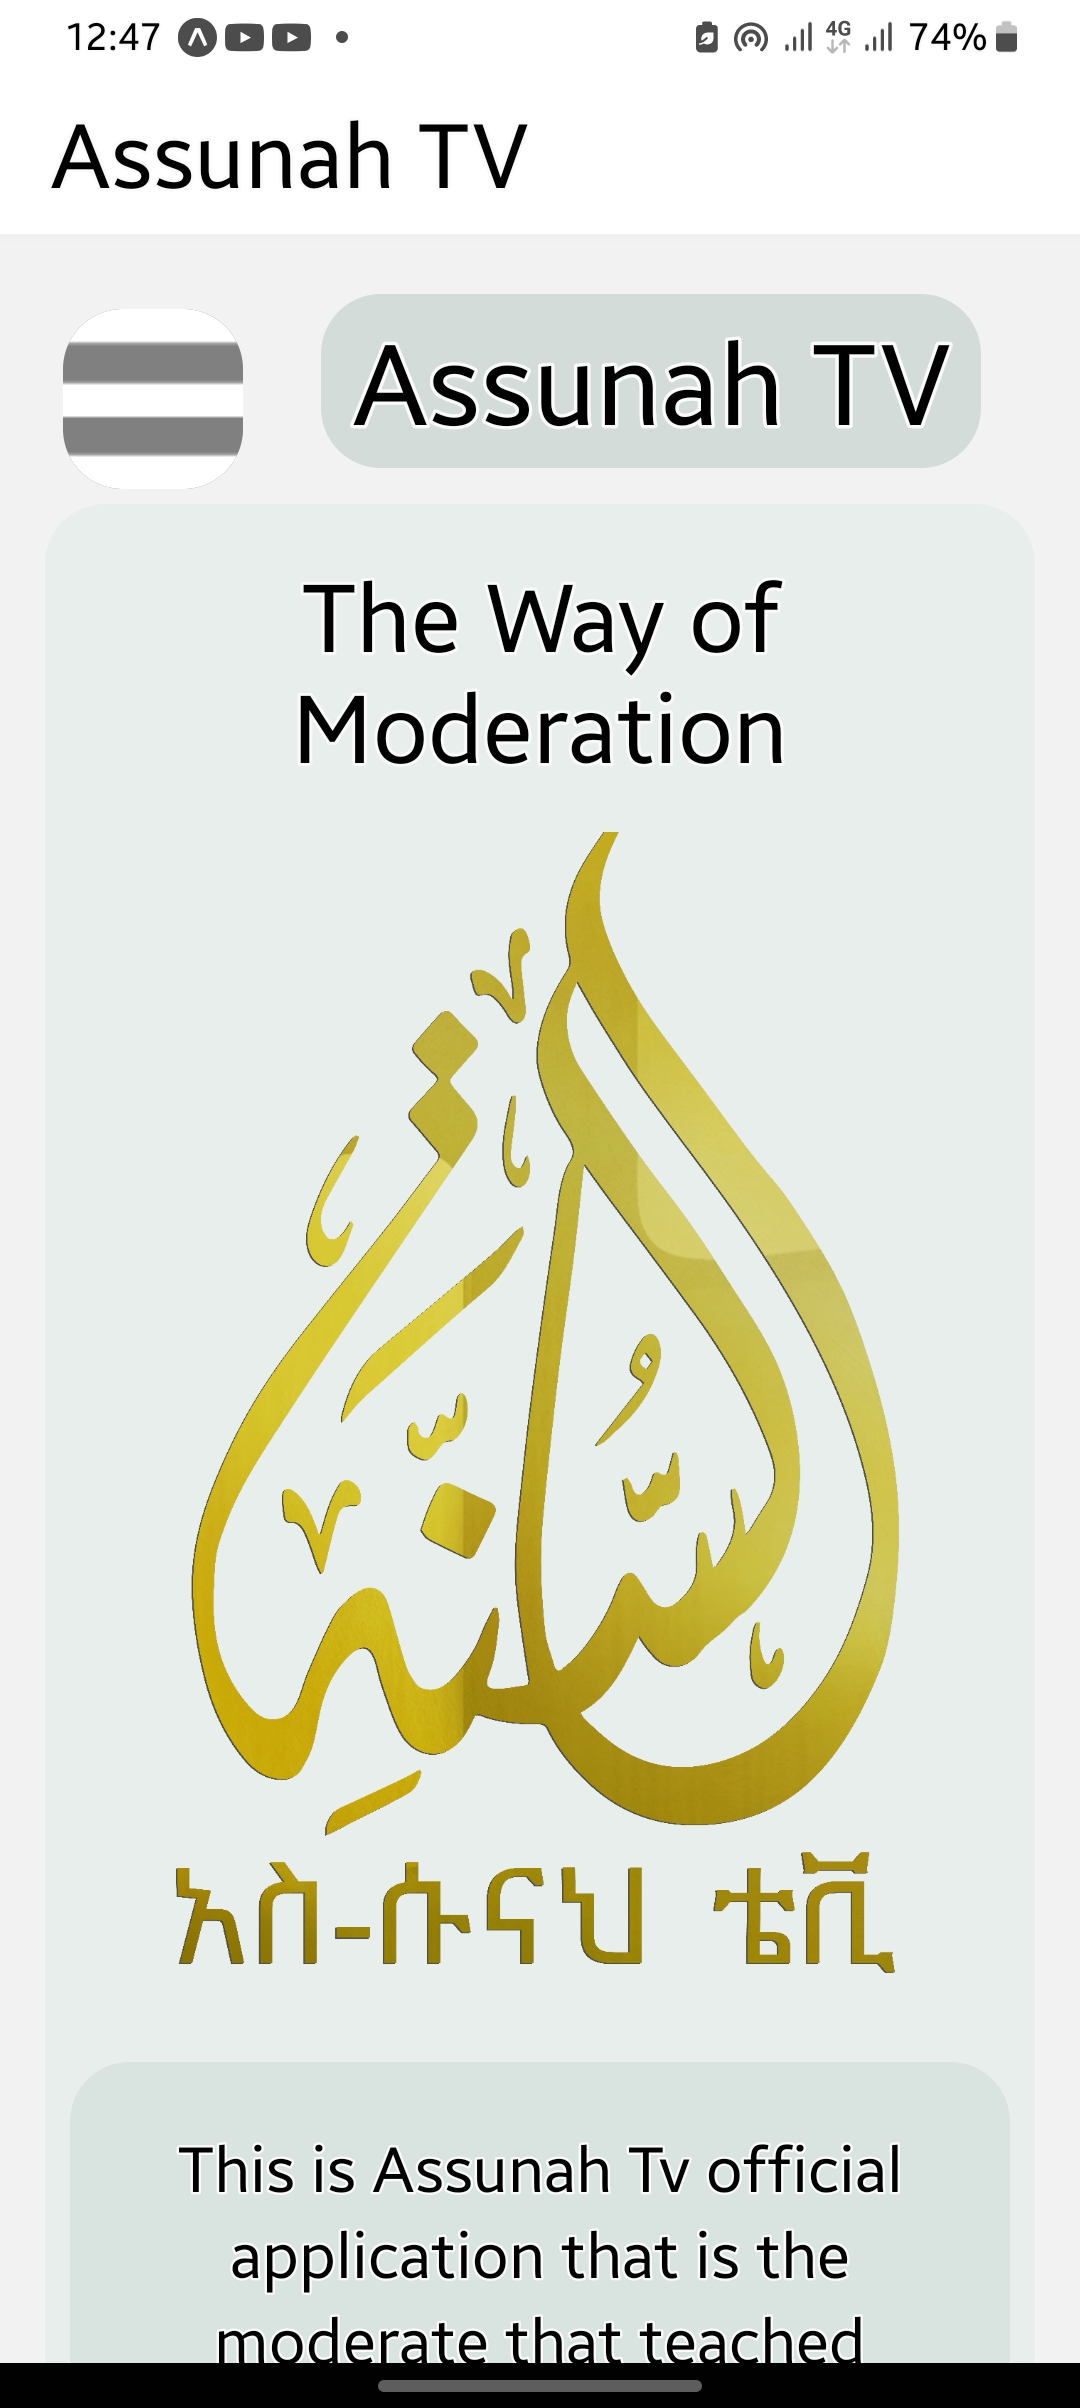 12:47
4G
74%
Assunah TV
Assunah TV
The Way of
Moderation
السُّنَّة
አስ-ሱናህ ቴቪ
This is Assunah Tv official
application that is the
moderate that teached